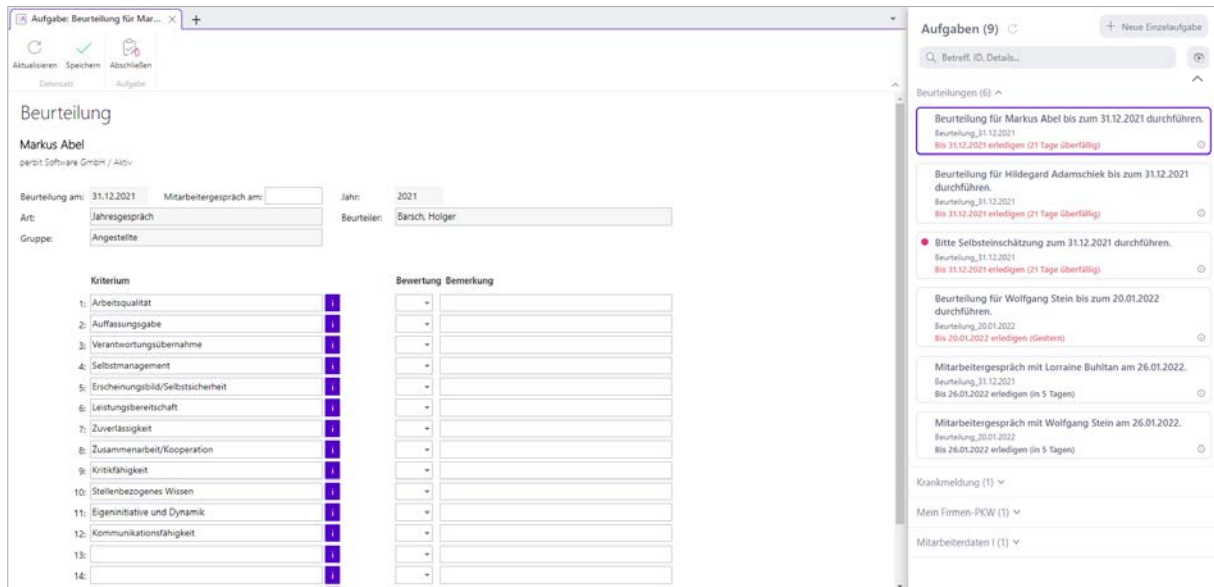 Aufgabe: Beurteilung für Mar...
Aktualisieren Speichern Abschließen
Datensatz Aufgabe
Beurteilung
Markus Abel
perbit Software GmbH / Aktiv
Beurteilung am: 31.12.2021 Mitarbeitergespräch am: Jahr: 2021
Art: Jahresgespräch Beurteiler: Barsch, Holger
Gruppe: Angestellte
Kriterium Bewertung Bemerkung
1: Arbeitsqualität i
2: Auffassungsgabe i
3: Verantwortungsübernahme i
4: Selbstmanagement i
5: Erscheinungsbild/Selbstsicherheit i
6: Leistungsbereitschaft i
7: Zuverlässigkeit i
8: Zusammenarbeit/Kooperation i
9: Kritikfähigkeit i
10: Stellenbezogenes Wissen i
11: Eigeninitiative und Dynamik i
12: Kommunikationsfähigkeit i
13: i
14: i
Aufgaben (9)
+ Neue Einzelaufgabe
Betreff, ID, Details...
Beurteilungen (6)
Beurteilung für Markus Abel bis zum 31.12.2021 durchführen.
Beurteilung_31.12.2021
Bis 31.12.2021 erledigen (21 Tage überfällig)
Beurteilung für Hildegard Adamschiek bis zum 31.12.2021
durchführen.
Beurteilung_31.12.2021
Bis 31.12.2021 erledigen (21 Tage überfällig)
Bitte Selbsteinschätzung zum 31.12.2021 durchführen.
Beurteilung_31.12.2021
Bis 31.12.2021 erledigen (21 Tage überfällig)
Beurteilung für Wolfgang Stein bis zum 20.01.2022
durchführen.
Beurteilung_20.01.2022
Bis 20.01.2022 erledigen (Gestern)
Mitarbeitergespräch mit Lorraine Buhltan am 26.01.2022.
Beurteilung_31.12.2021
Bis 26.01.2022 erledigen (in 5 Tagen)
Mitarbeitergespräch mit Wolfgang Stein am 26.01.2022.
Beurteilung_20.01.2022
Bis 26.01.2022 erledigen (in 5 Tagen)
Krankmeldung (1)
Mein Firmen-PKW (1)
Mitarbeiterdaten I (1)